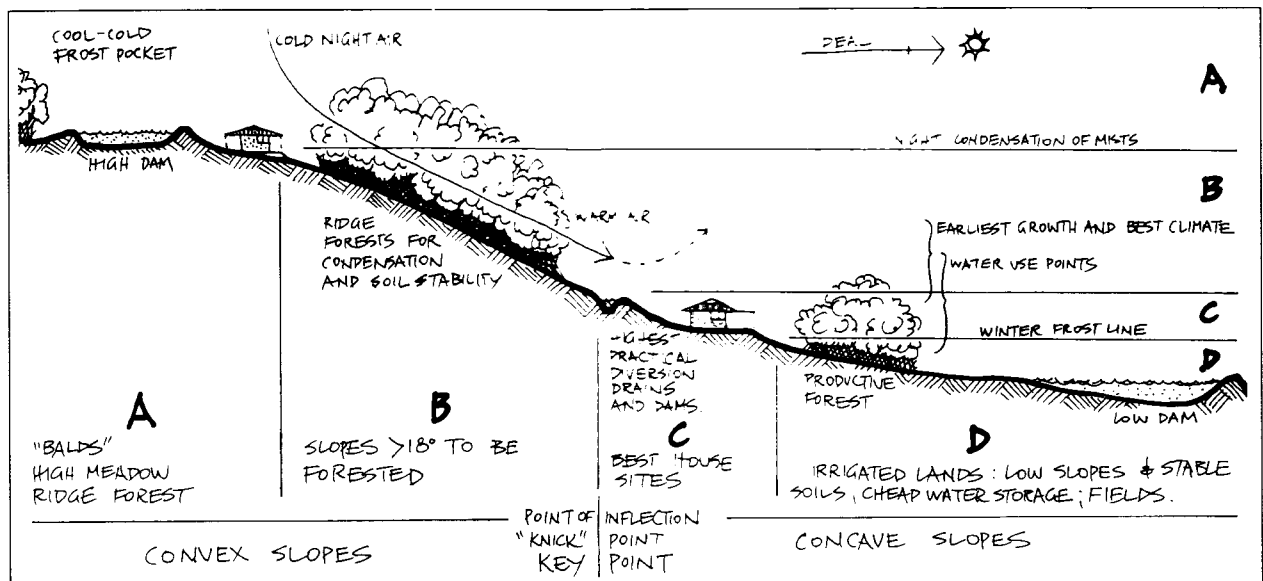 COOL-COLD
FROST POCKET
COLD NIGHT AIR
A
CONDENSATION OF MISTS
HIGH DAM
B
WARM AIR
RIDGE
FORESTS FOR
CONDENSATION
AND SOIL STABILITY
EARLIEST GROWTH AND BEST CLIMATE
WATER USE POINTS
C
WINTER FROST LINE
D
HIGHEST
PRACTICAL
DIVERSION
DRAINS
AND DAMS.
PRODUCTIVE
FOREST
LOW DAM
A
"BALDS"
HIGH MEADOW
RIDGE FOREST
B
SLOPES >18° TO BE
FORESTED
C
BEST HOUSE
SITES
D
IRRIGATED LANDS : LOW SLOPES & STABLE
SOILS, CHEAP WATER STORAGE; FIELDS.
CONVEX SLOPES
POINT OF
"KNICK"
KEY
INFLECTION
POINT
POINT
CONCAVE SLOPES